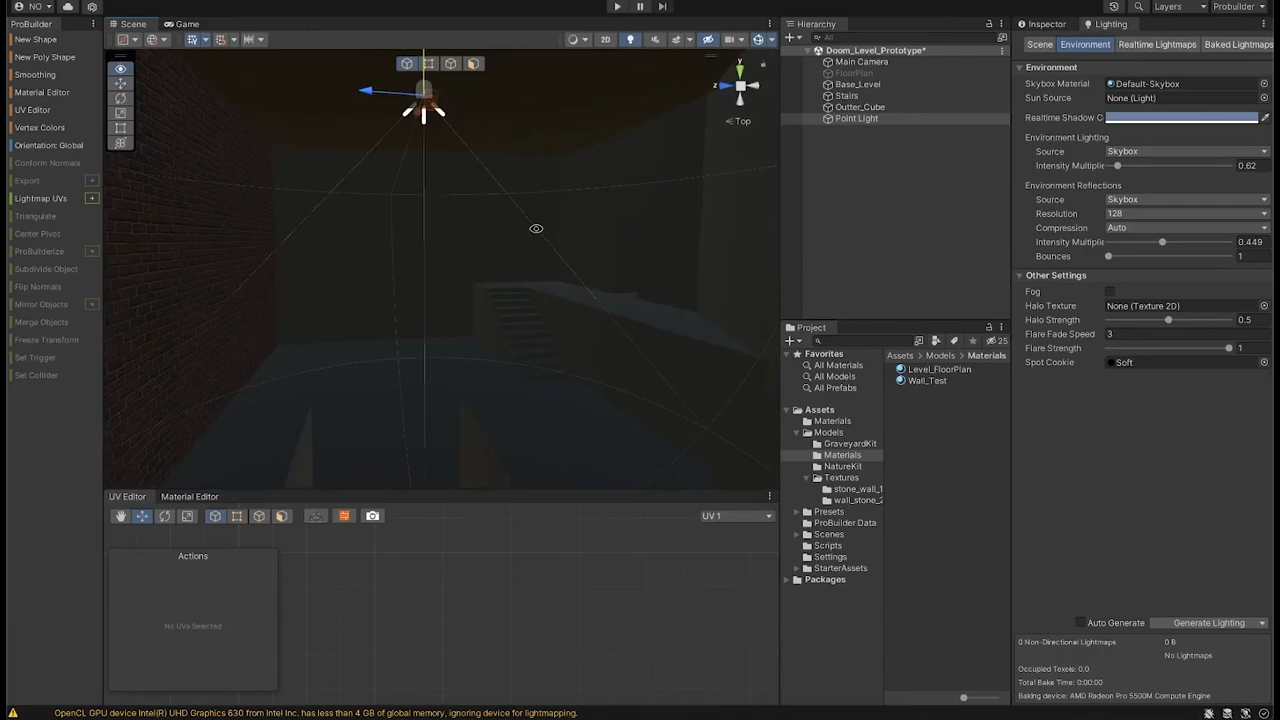 NO
Layers
Probuilder
ProBuilder
Scene
Game
Hierarchy
Inspector
Lighting
New Shape
New Poly Shape
Smoothing
Material Editor
UV Editor
Vertex Colors
Orientation: Global
Conform Normals
Export
Lightmap UVs
Triangulate
Center Pivot
ProBuilderize
Subdivide Object
Flip Normals
Mirror Objects
Merge Objects
Freeze Transform
Set Trigger
Set Collider
2D
y
z
Top
All
Doom_Level_Prototype*
Main Camera
FloorPlan
Base_Level
Stairs
Outter_Cube
Point Light
Project
25
Favorites
All Materials
All Models
All Prefabs
Assets
Materials
Models
GraveyardKit
Materials
NatureKit
Textures
stone_wall_1
wall_stone_2
Presets
ProBuilder Data
Scenes
Scripts
Settings
StarterAssets
Packages
Assets Models Materials
Level_FloorPlan
Wall_Test
Scene Environment Realtime Lightmaps Baked Lightmaps
Environment
Skybox Material Default-Skybox
Sun Source None (Light)
Realtime Shadow C
Environment Lighting
Source Skybox
Intensity Multiplie 0.62
Environment Reflections
Source Skybox
Resolution 128
Compression Auto
Intensity Multiplie 0.449
Bounces 1
Other Settings
Fog
Halo Texture None (Texture 2D)
Halo Strength 0.5
Flare Fade Speed 3
Flare Strength 1
Spot Cookie Soft
Auto Generate Generate Lighting
0 Non-Directional Lightmaps 0 B
No Lightmaps
Occupied Texels: 0.0
Total Bake Time: 0:00:00
Baking device: AMD Radeon Pro 5500M Compute Engine
UV Editor Material Editor
UV 1
Actions
No UVs Selected
OpenCL GPU device Intel(R) UHD Graphics 630 from Intel Inc. has less than 4 GB of global memory, ignoring device for lightmapping.